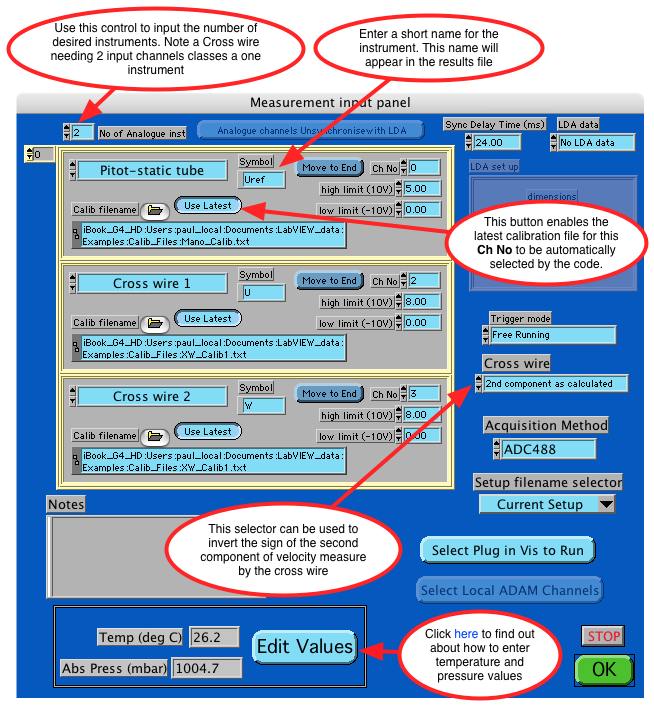 Use this control to input the number of
desired instruments. Note a Cross wire
needing 2 input channels classes a one
instrument
Enter a short name for the
instrument. This name will
appear in the results file
Measurement input panel
2 No of Analogue inst
Analogue channels Unsynchronisewith LDA
Sync Delay Time (ms)
24.00
LDA data
No LDA data
0
Pitot-static tube
Symbol
Uref
Move to End
Ch No 0
high limit (10V) 5.00
low limit (-10V) 0.00
Calib filename
Use Latest
iBook_G4_HD:Users:paul_local:Documents:LabVIEW_data:
Examples:Calib_Files:Mano_Calib.txt
LDA set up
dimensions
This button enables the
latest calibration file for this
Ch No to be automatically
selected by the code.
Cross wire 1
Symbol
U
Move to End
Ch No 2
high limit (10V) 8.00
low limit (-10V) 0.00
Calib filename
Use Latest
iBook_G4_HD:Users:paul_local:Documents:LabVIEW_data:
Examples:Calib_Files:XW_Calib1.txt
Trigger mode
Free Running
Cross wire
2nd component as calculated
Cross wire 2
Symbol
W
Move to End
Ch No 3
high limit (10V) 8.00
low limit (-10V) 0.00
Calib filename
Use Latest
iBook_G4_HD:Users:paul_local:Documents:LabVIEW_data:
Examples:Calib_Files:XW_Calib1.txt
Acquisition Method
ADC488
Setup filename selector
Current Setup
Notes
This selector can be used to
invert the sign of the second
component of velocity measure
by the cross wire
Select Plug in Vis to Run
Select Local ADAM Channels
Temp (deg C) 26.2
Abs Press (mbar) 1004.7
Edit Values
Click here to find out
about how to enter
temperature and
pressure values
STOP
OK